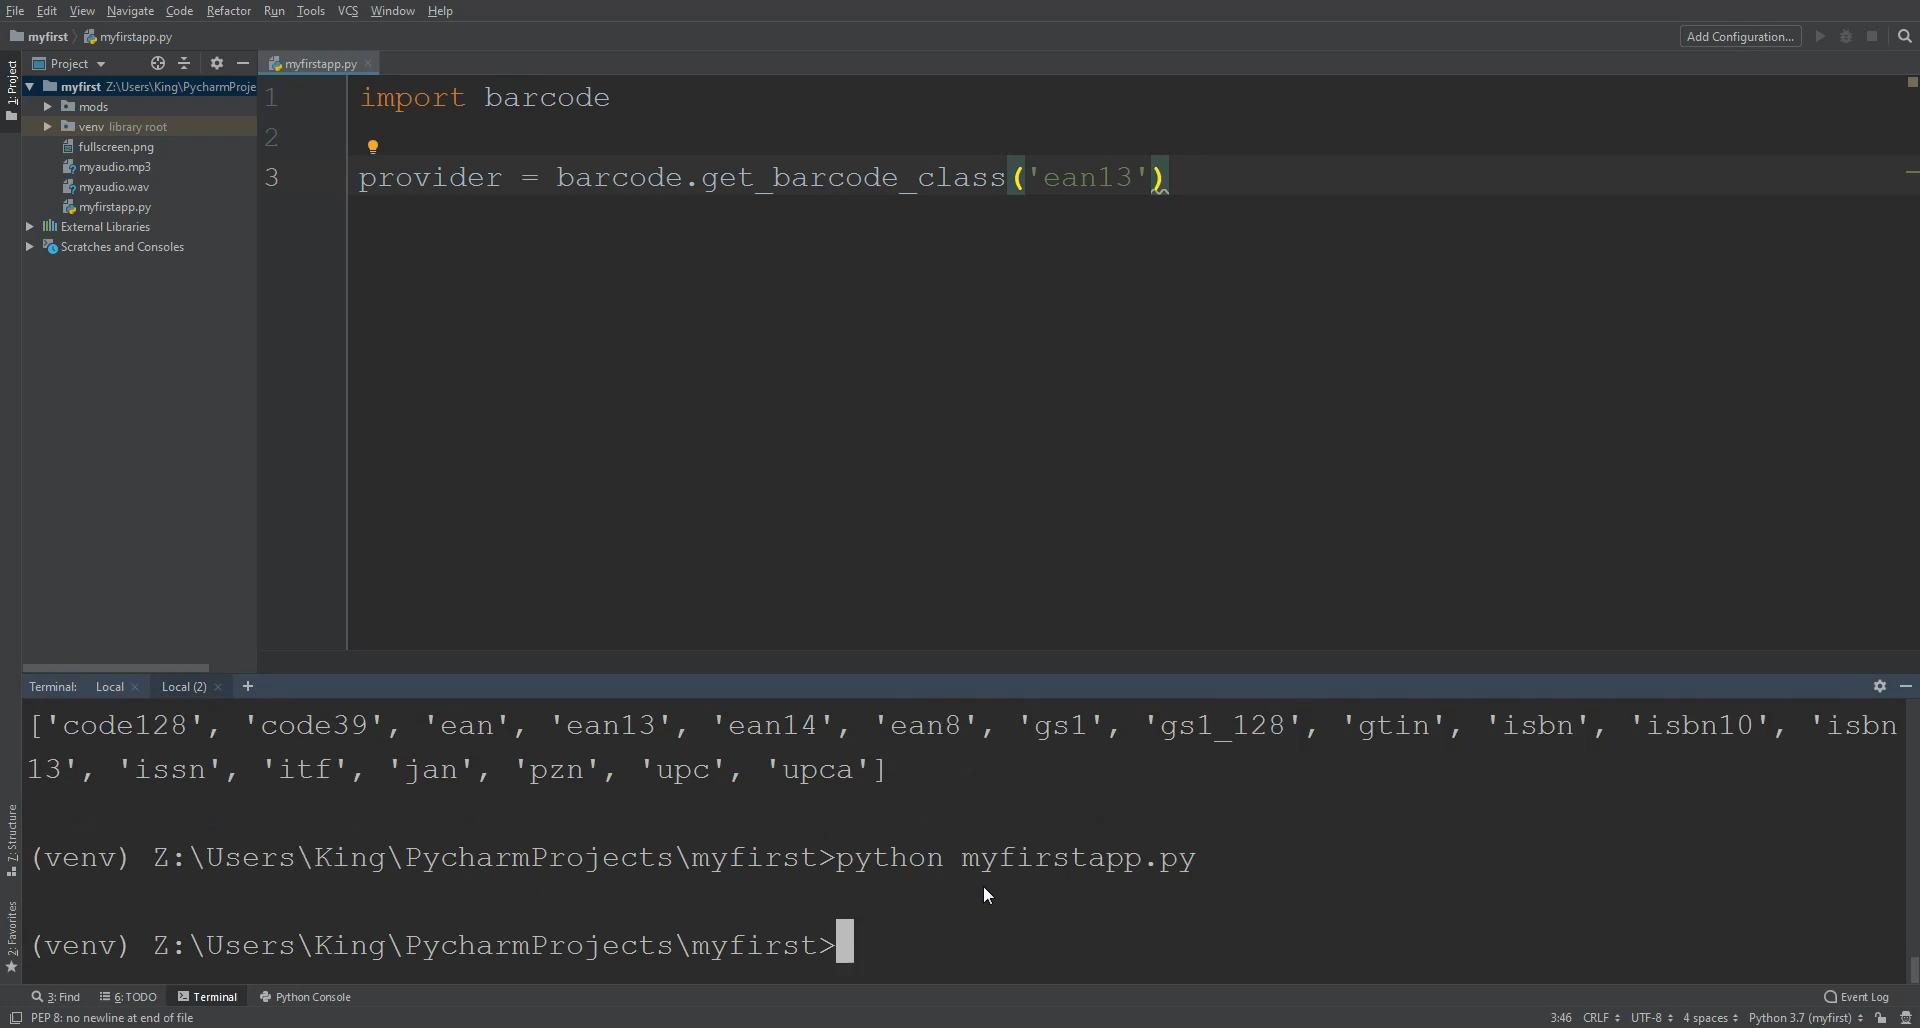 File Edit View Navigate Code Refactor Run Tools VCS Window Help
myfirst myfirstapp.py Add Configuration...
1: Project
Project
myfirstapp.py
myfirst Z:\Users\King\PycharmProje
mods
venv library root
fullscreen.png
myaudio.mp3
myaudio.wav
myfirstapp.py
External Libraries
Scratches and Consoles
1 import barcode
2
3 provider = barcode.get_barcode_class('ean13')
Terminal: Local Local (2) +
['code128', 'code39', 'ean', 'ean13', 'ean14', 'ean8', 'gs1', 'gs1_128', 'gtin', 'isbn', 'isbn10', 'isbn
13', 'issn', 'itf', 'jan', 'pzn', 'upc', 'upca']
(venv) Z:\Users\King\PycharmProjects\myfirst>python myfirstapp.py
(venv) Z:\Users\King\PycharmProjects\myfirst>
Z: Structure
2: Favorites
3: Find 6: TODO Terminal Python Console Event Log
PEP 8: no newline at end of file 3:46 CRLF UTF-8 4 spaces Python 3.7 (myfirst)